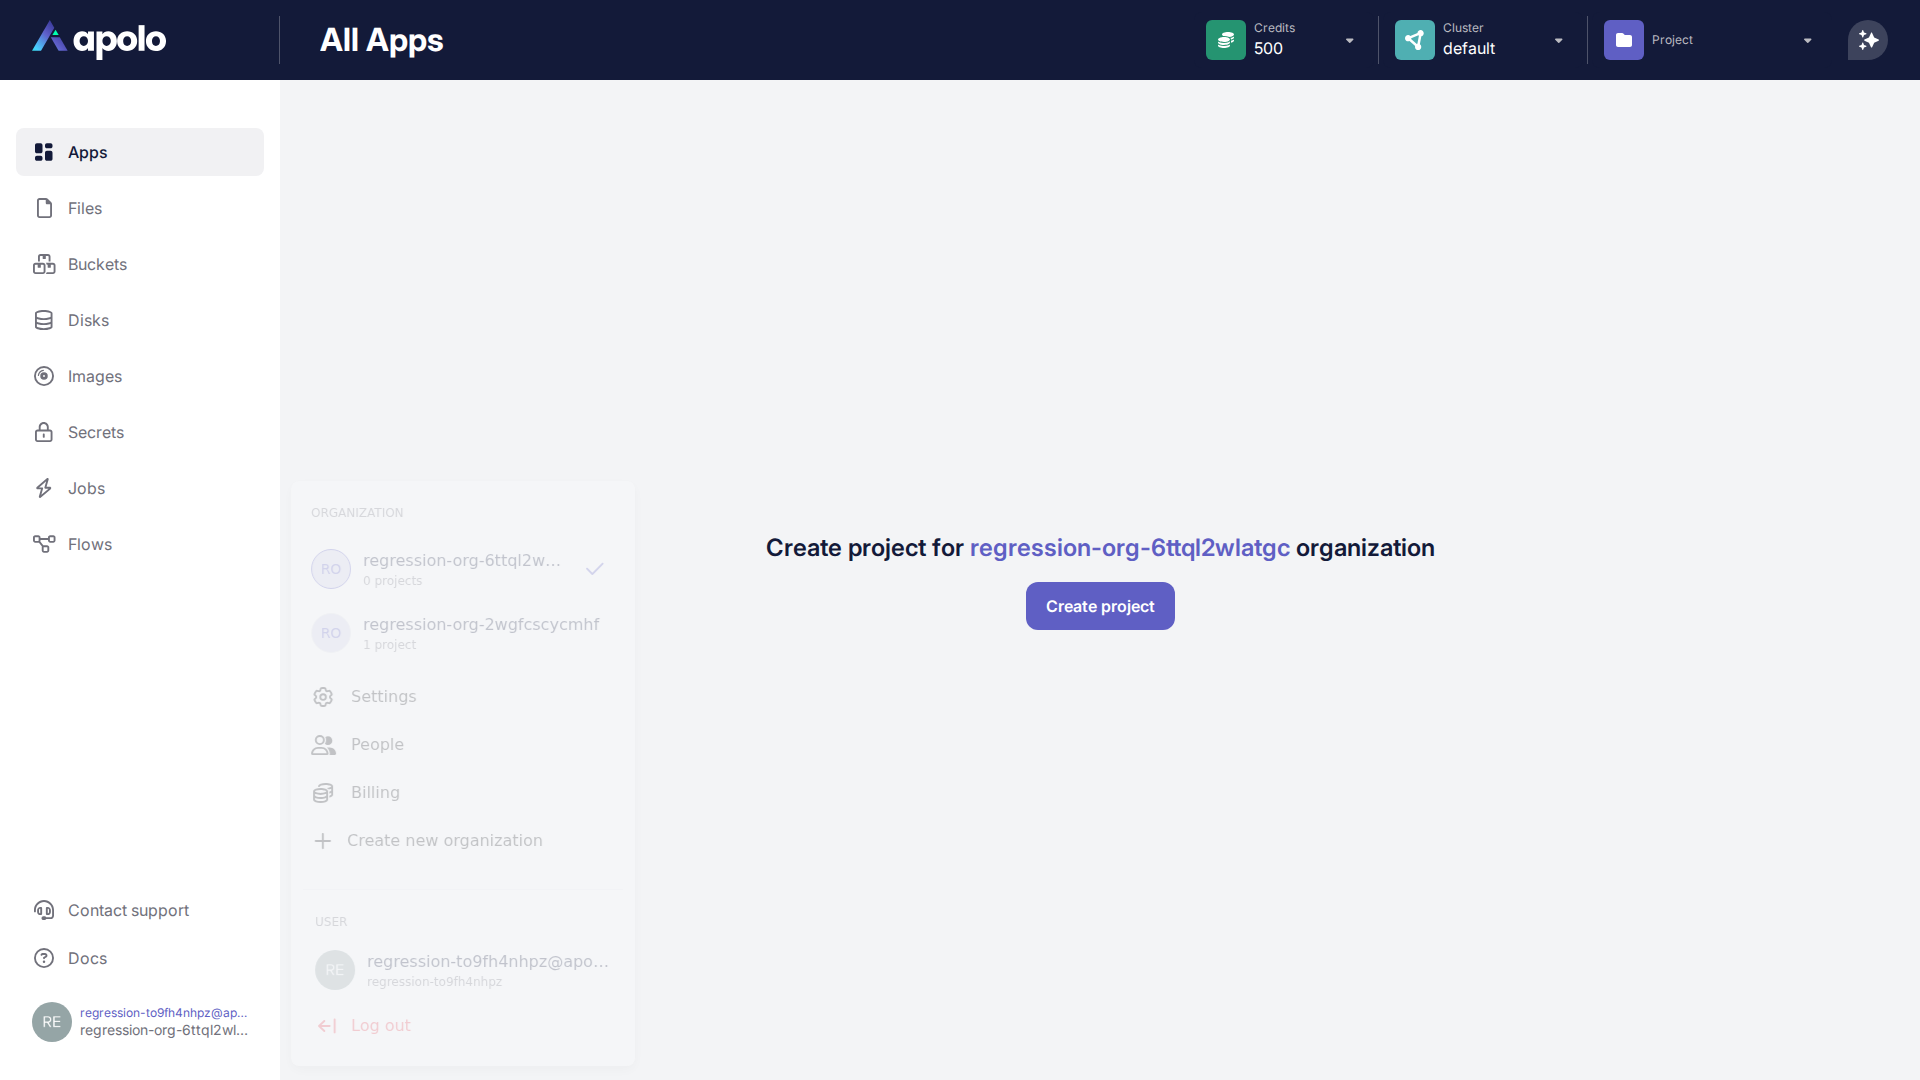 apolo
All Apps
Credits
500
Cluster
default
Project
Apps
Files
Buckets
Disks
Images
Secrets
Jobs
Flows
ORGANIZATION
RO
regression-org-6ttql2w...
0 projects
RO
regression-org-2wgfcscycmhf
1 project
Settings
People
Billing
Create new organization
USER
RE
regression-to9fh4nhpz@apo...
regression-to9fh4nhpz
Log out
Create project for regression-org-6ttql2wlatgc organization
Create project
Contact support
Docs
RE
regression-to9fh4nhpz@ap...
regression-org-6ttql2wl...